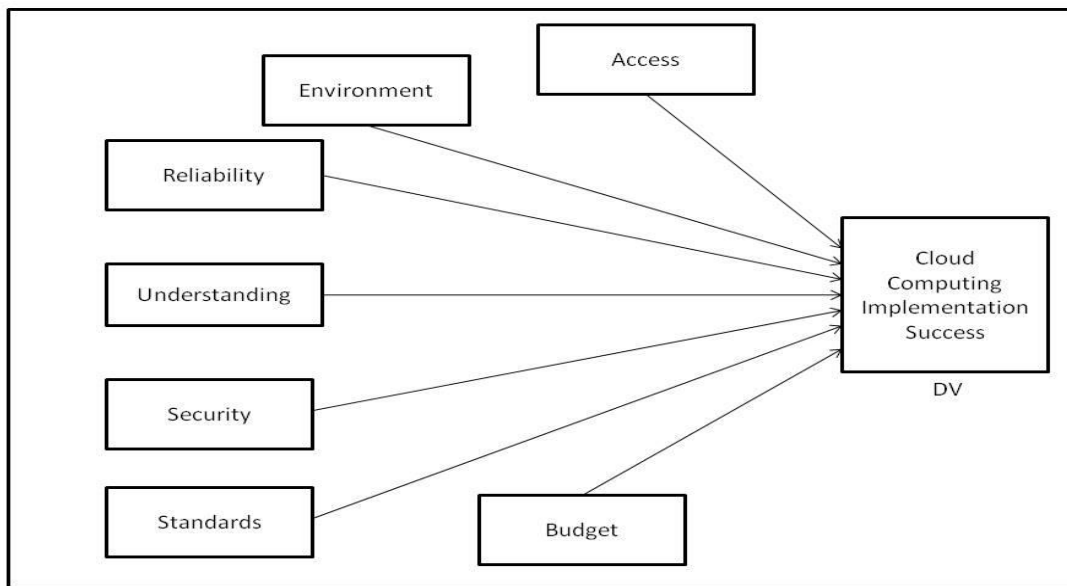 Access
Environment
Reliability
Understanding
Cloud
Computing
Implementation
Success
DV
Security
Standards
Budget